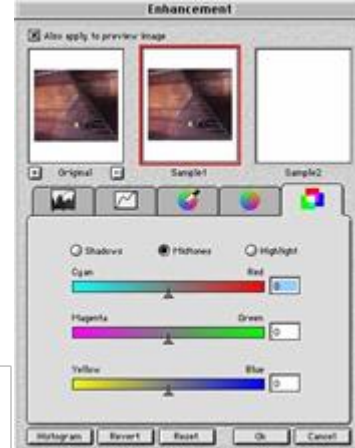 Enhancement
Also apply to preview image
Original Sample1 Sample2
Shadows Midtones Highlight
Cyan Red 0
Magenta Green 0
Yellow Blue 0
Histogram Revert Reset Ok Cancel